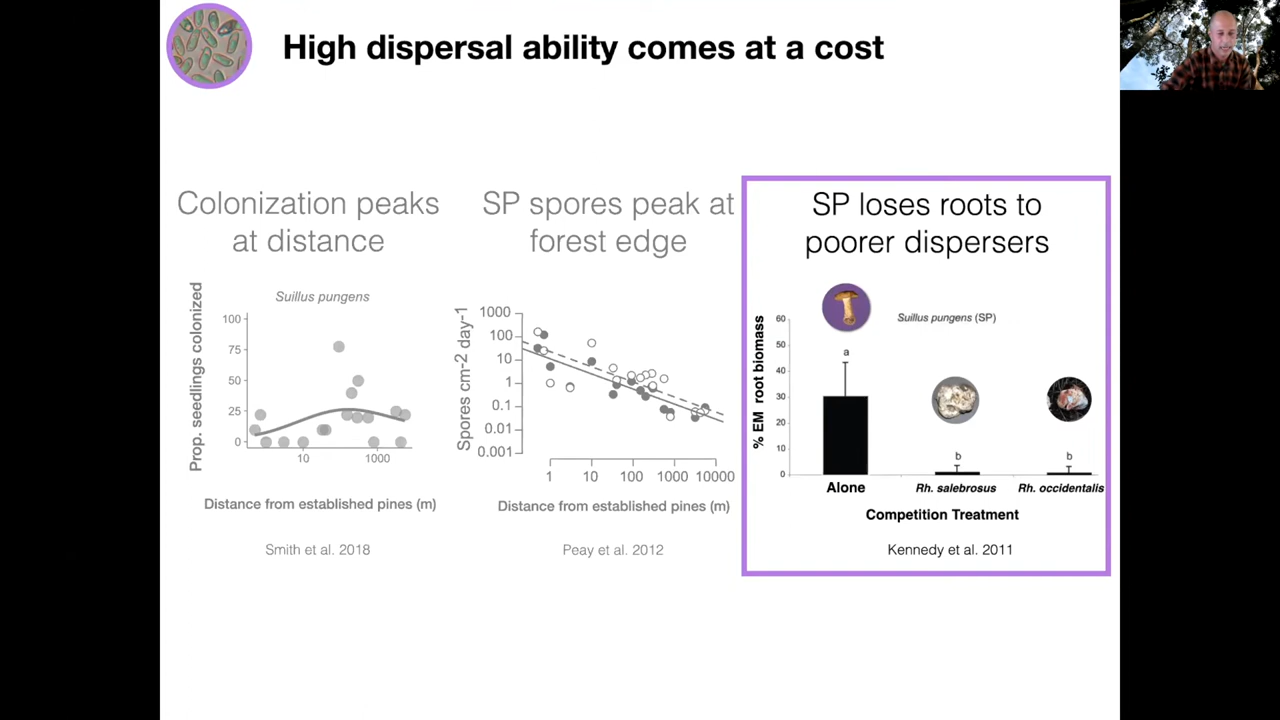 High dispersal ability comes at a cost
Colonization peaks
at distance
Suillus pungens
Prop. seedlings colonized
100
75
50
25
0
10
1000
Distance from established pines (m)
Smith et al. 2018
SP spores peak at
forest edge
Spores cm-2 day-1
1000
100
10
1
0.1
0.01
0.001
1
10
100
1000
10000
Distance from established pines (m)
Peay et al. 2012
SP loses roots to
poorer dispersers
Suillus pungens (SP)
% EM root biomass
60
50
40
30
20
10
0
a
b
b
Alone
Rh. salebrosus
Rh. occidentalis
Competition Treatment
Kennedy et al. 2011